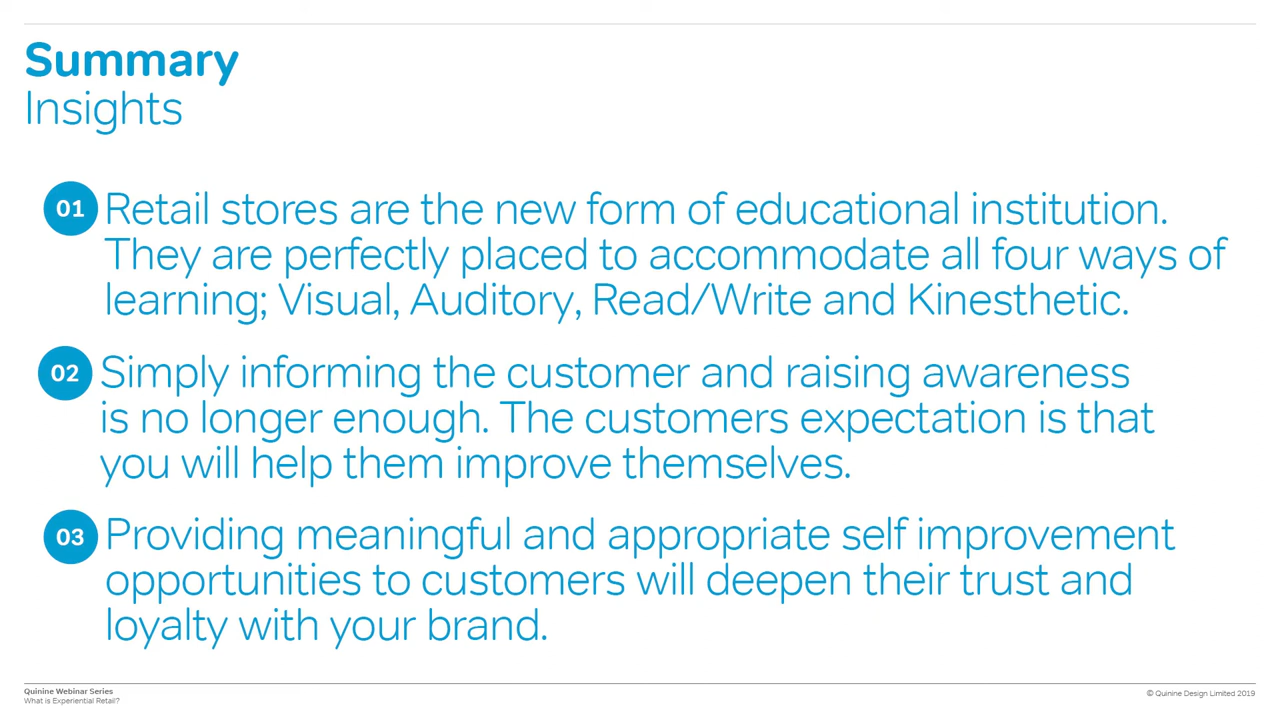 Summary
Insights
01
Retail stores are the new form of educational institution.
They are perfectly placed to accommodate all four ways of
learning; Visual, Auditory, Read/Write and Kinesthetic.
02
Simply informing the customer and raising awareness
is no longer enough. The customers expectation is that
you will help them improve themselves.
03
Providing meaningful and appropriate self improvement
opportunities to customers will deepen their trust and
loyalty with your brand.
Quinine Webinar Series
What is Experiential Retail?
© Quinine Design Limited 2019